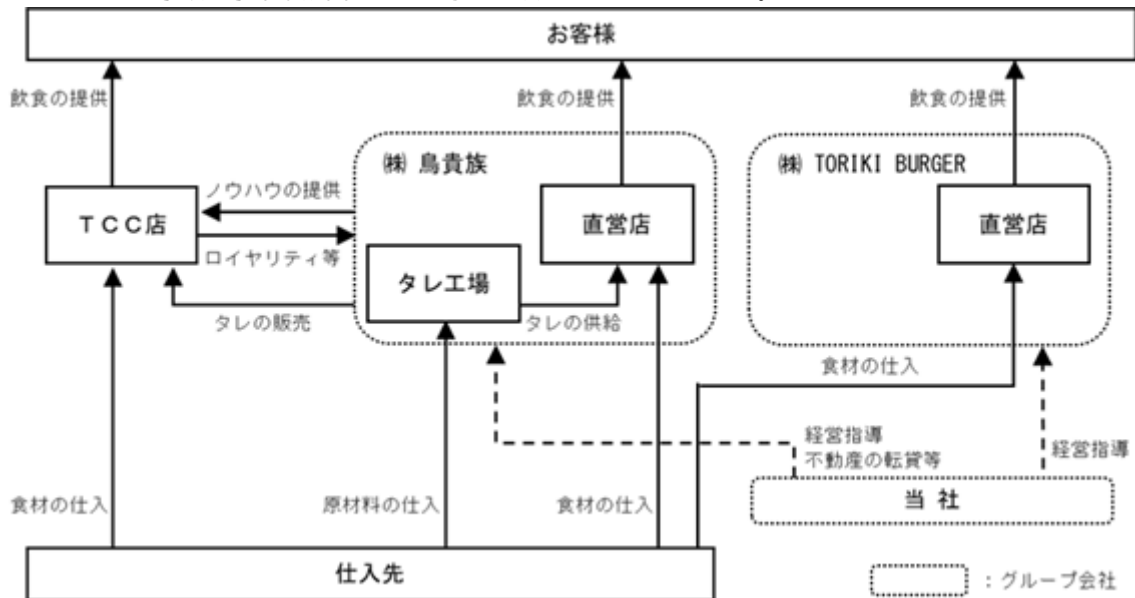 お客様
飲食の提供
飲食の提供
飲食の提供
㈱ 鳥貴族
㈱ TORIKI BURGER
ノウハウの提供
ＴＣＣ店
直営店
直営店
ロイヤリティ等
タレ工場
タレの販売
タレの供給
食材の仕入
経営指導
不動産の転貸等
経営指導
食材の仕入
原材料の仕入
食材の仕入
当 社
仕入先
：グループ会社